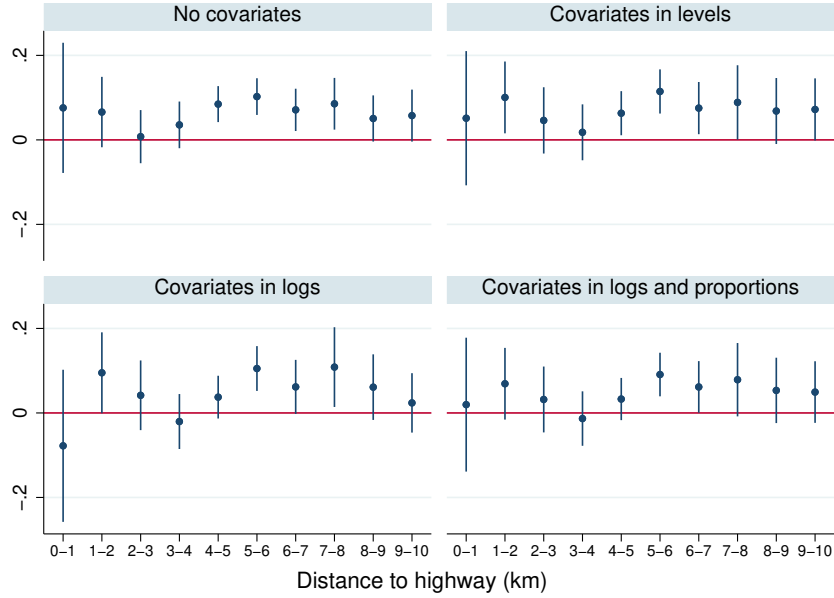 No covariates
Covariates in levels
.2
0
-.2
Covariates in logs
Covariates in logs and proportions
.2
0
-.2
0-1 1-2 2-3 3-4 4-5 5-6 6-7 7-8 8-9 9-10
0-1 1-2 2-3 3-4 4-5 5-6 6-7 7-8 8-9 9-10
Distance to highway (km)